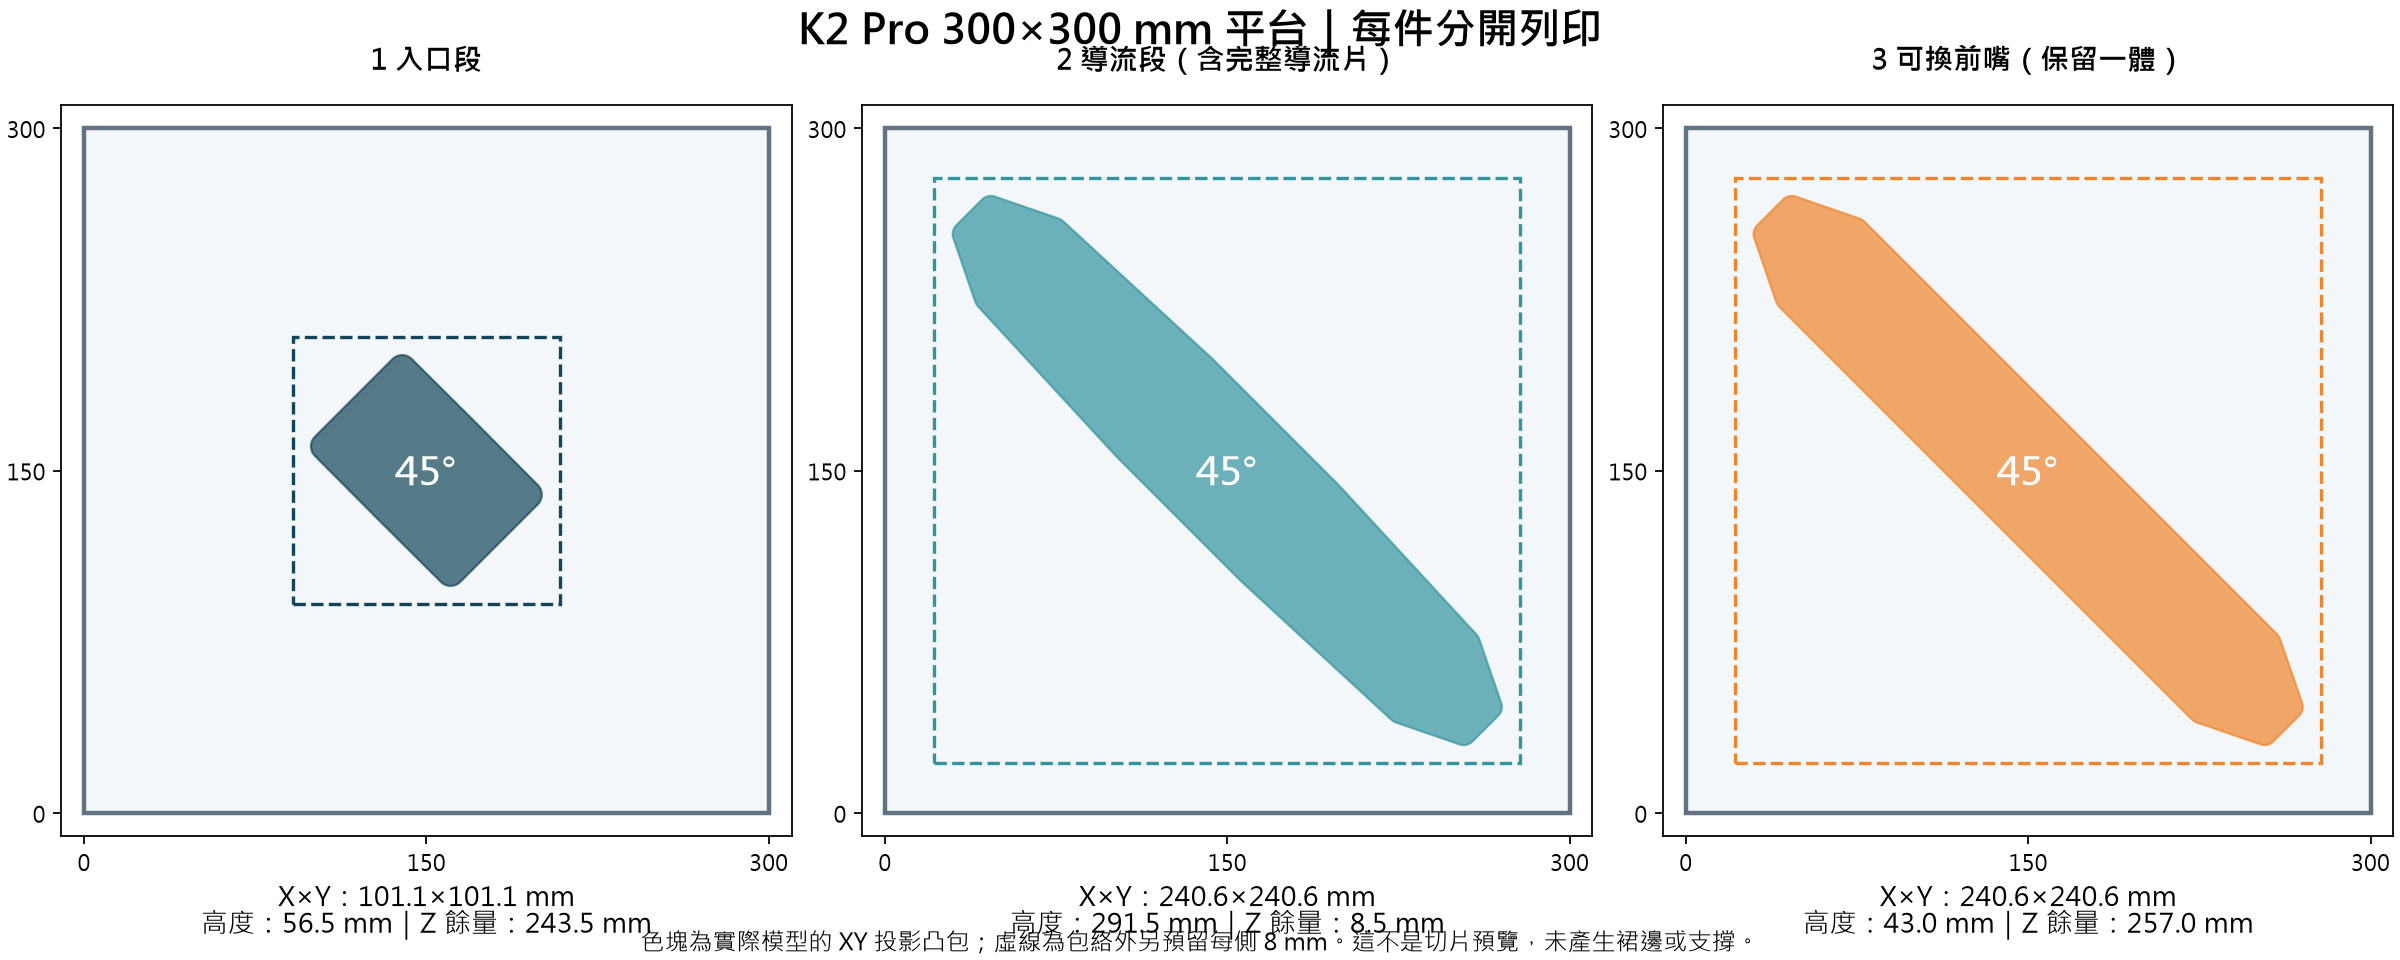 K2 Pro 300×300 mm 平台｜每件分開列印
1 入口段
2 導流段（含完整導流片）
3 可換前嘴（保留一體）
300
150
0
45°
0
150
300
X×Y：101.1×101.1 mm
高度：56.5 mm｜Z 餘量：243.5 mm
300
150
0
45°
0
150
300
X×Y：240.6×240.6 mm
高度：291.5 mm｜Z 餘量：8.5 mm
300
150
0
45°
0
150
300
X×Y：240.6×240.6 mm
高度：43.0 mm｜Z 餘量：257.0 mm
色塊為實際模型的 XY 投影凸包；虛線為包絡外另預留每側 8 mm。這不是切片預覽，未產生裙邊或支撐。